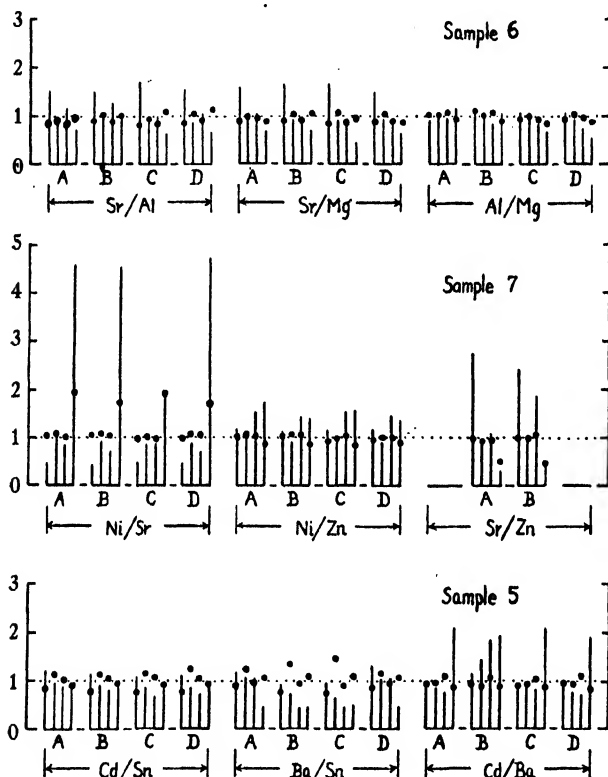 3
Sample 6
2
1
0
A B C D A B C D A B C D
Sr/Al Sr/Mg Al/Mg
5
Sample 7
4
3
2
1
0
A B C D A B C D A B
Ni/Sr Ni/Zn Sr/Zn
3
Sample 5
2
1
0
A B C D A B C D A B C D
Cd/Sn Ba/Sn Cd/Ba